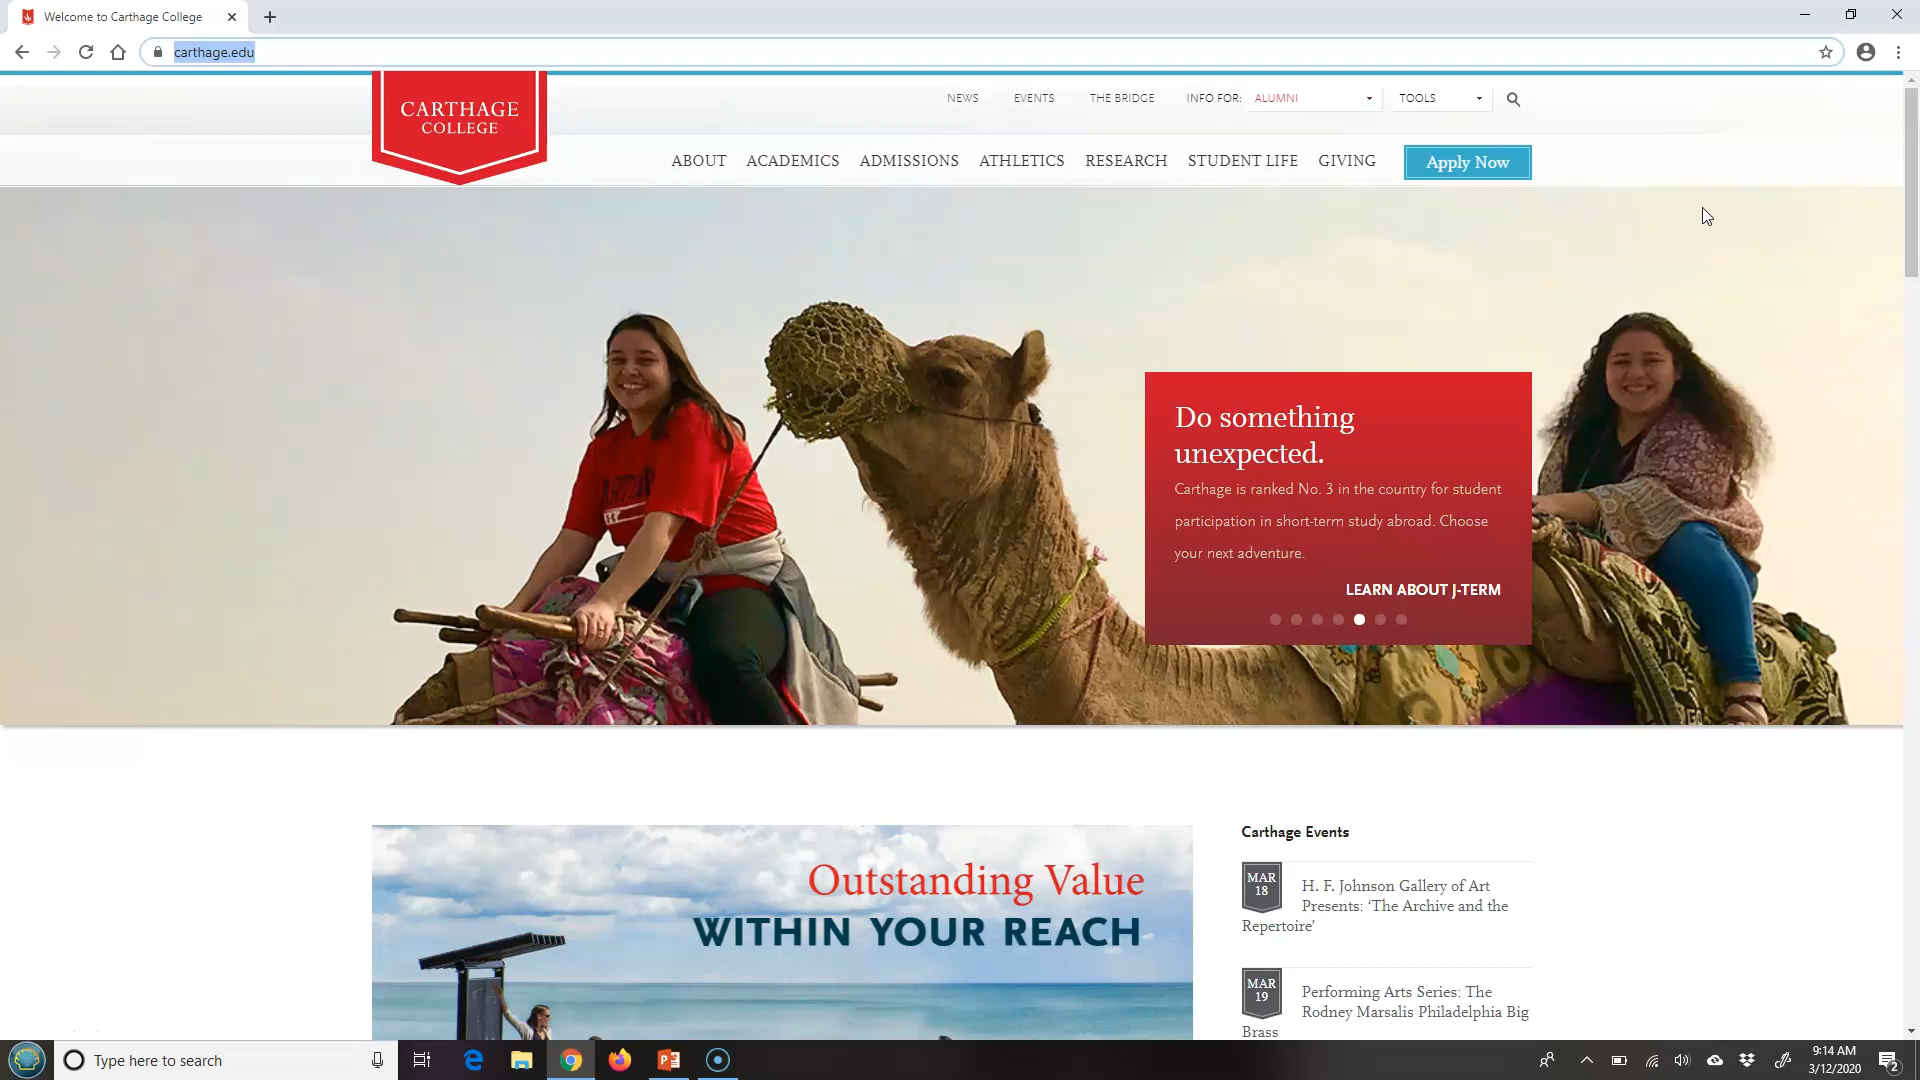 Welcome to Carthage College
carthage.edu
CARTHAGE
COLLEGE
NEWS EVENTS THE BRIDGE INFO FOR: ALUMNI TOOLS
ABOUT ACADEMICS ADMISSIONS ATHLETICS RESEARCH STUDENT LIFE GIVING Apply Now
Do something
unexpected.
Carthage is ranked No. 3 in the country for student
participation in short-term study abroad. Choose
your next adventure.
LEARN ABOUT J-TERM
Outstanding Value
WITHIN YOUR REACH
Carthage Events
MAR
18
H. F. Johnson Gallery of Art
Presents: ‘The Archive and the
Repertoire’
MAR
19
Performing Arts Series: The
Rodney Marsalis Philadelphia Big
Brass
Type here to search
9:14 AM
3/12/2020
2